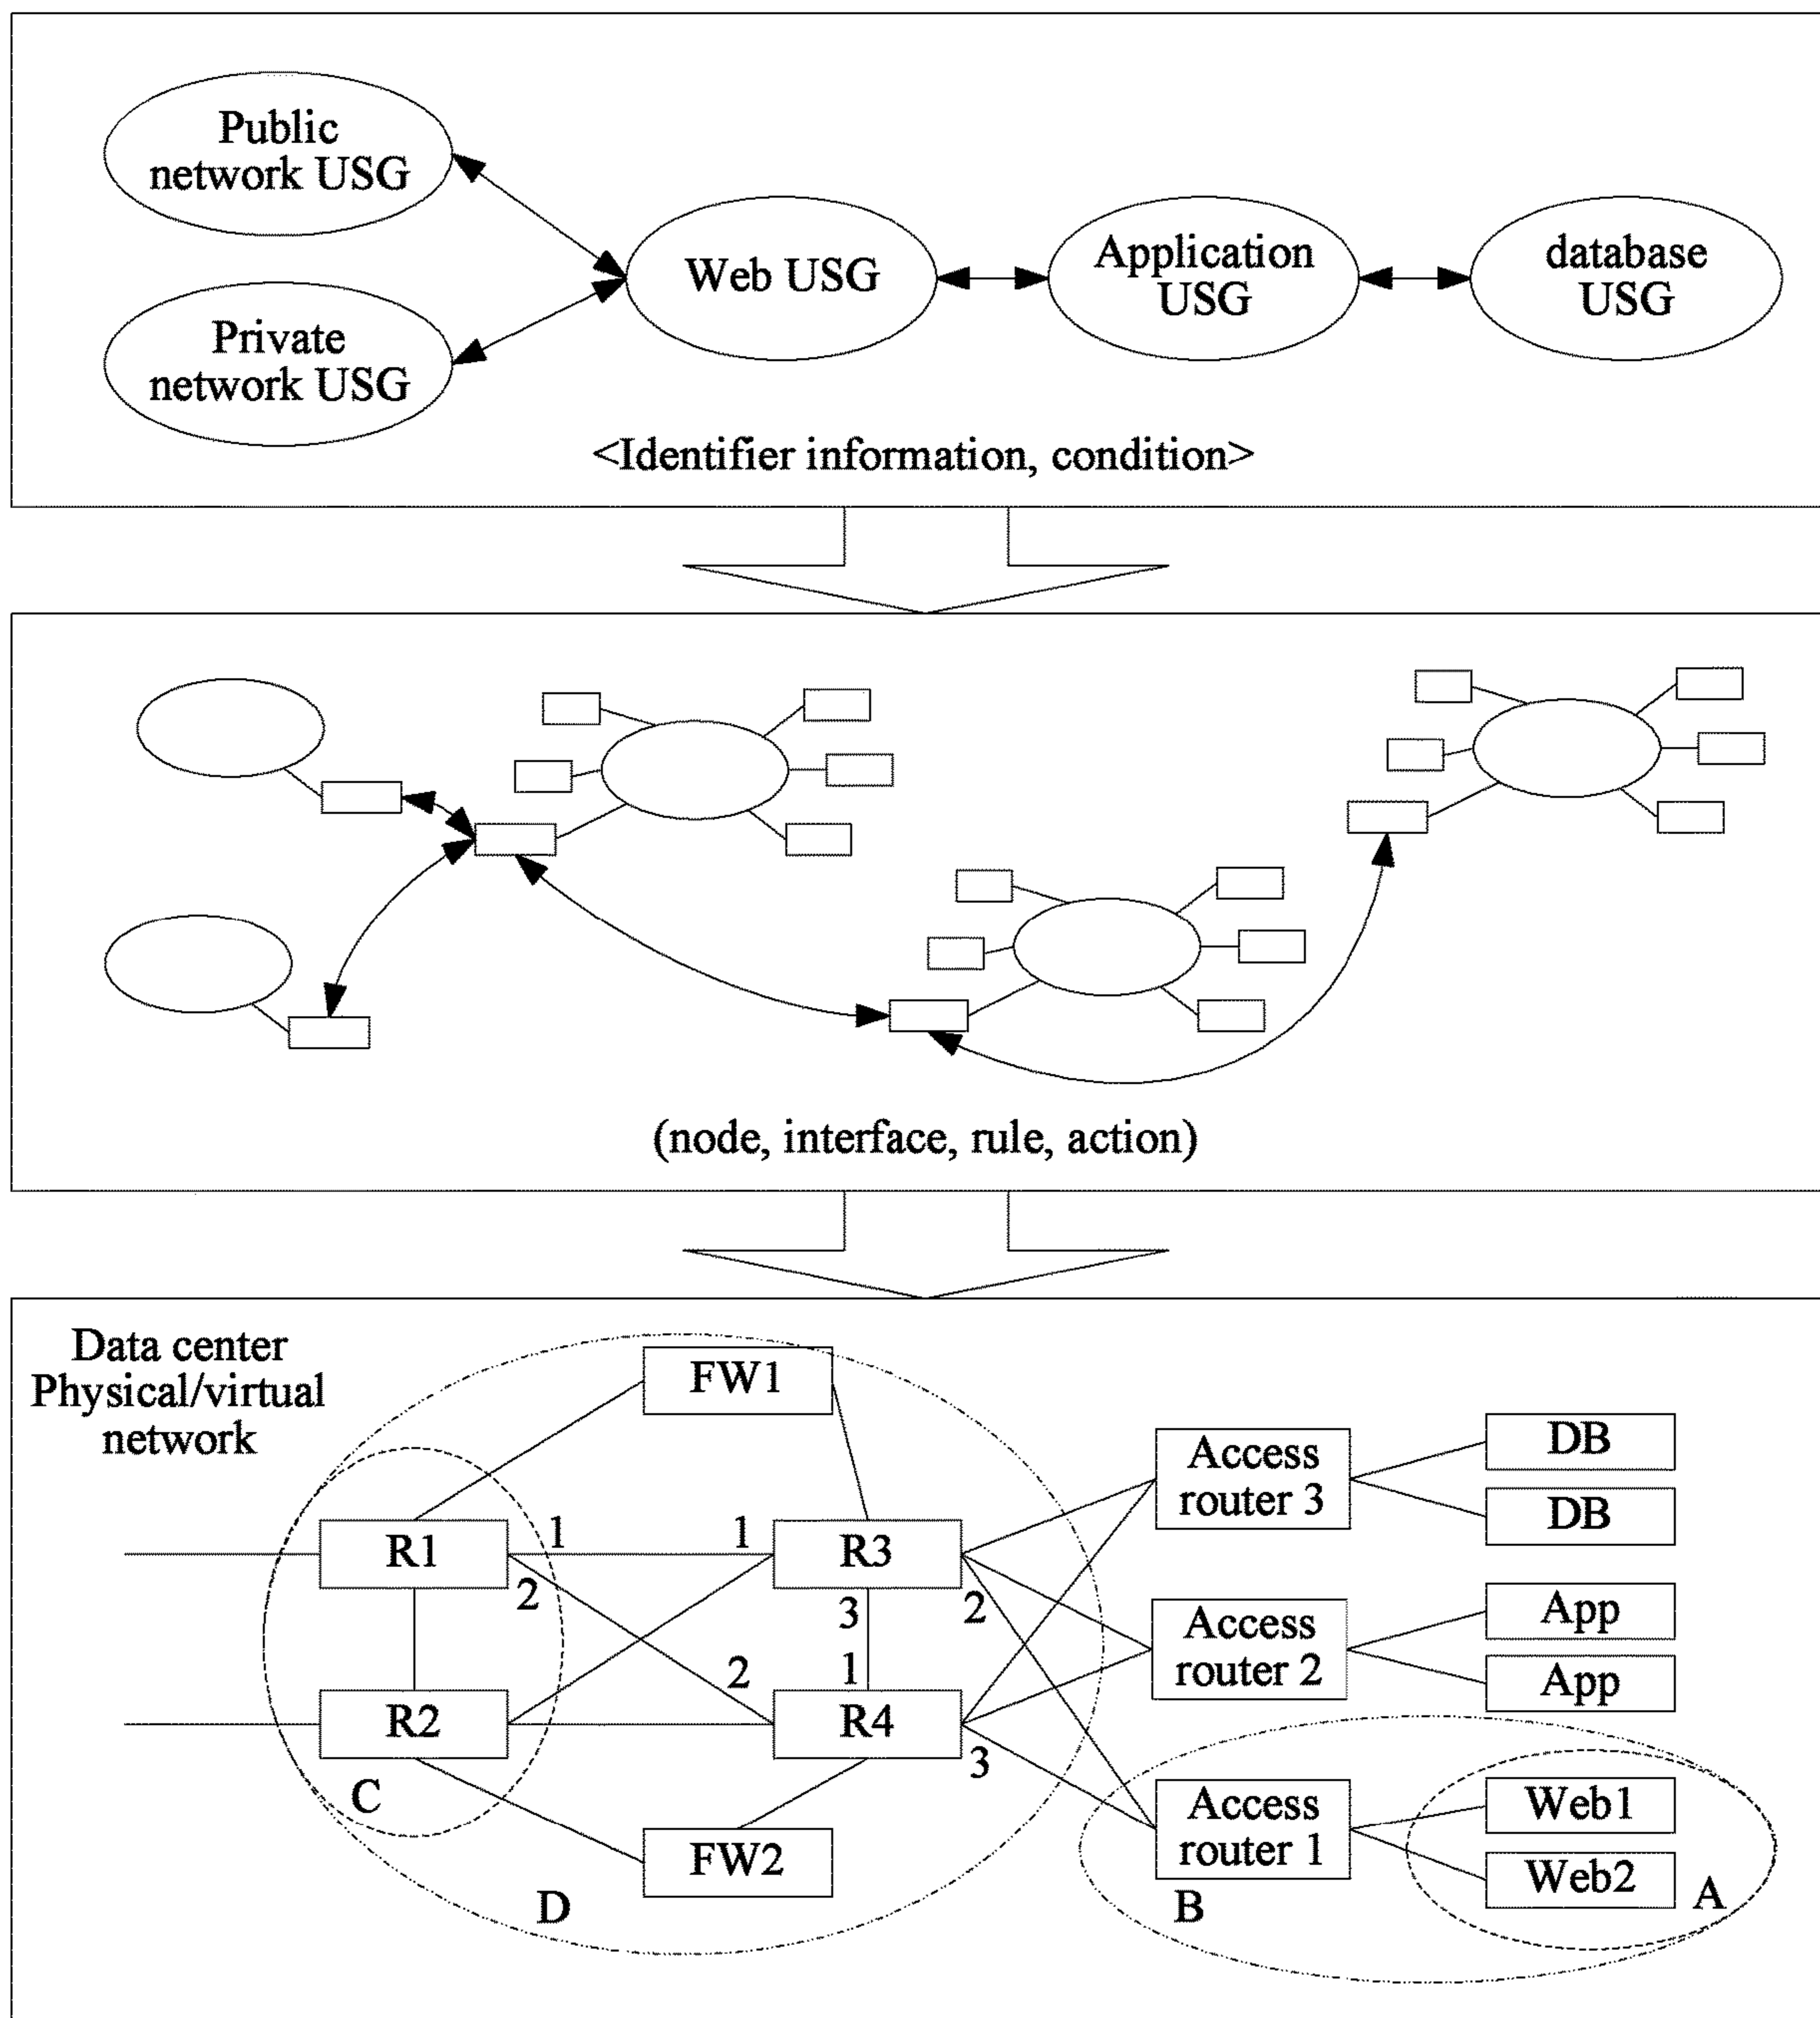 Public
network USG
Private
network USG
Web USG
Application
USG
database
USG
<Identifier information, condition>
(node, interface, rule, action)
Data center
Physical/virtual
network
FW1
R1
1
2
1
R3
3
2
R2
2
1
R4
3
C
FW2
D
Access
router 3
DB
DB
Access
router 2
App
App
Access
router 1
Web1
Web2
A
B